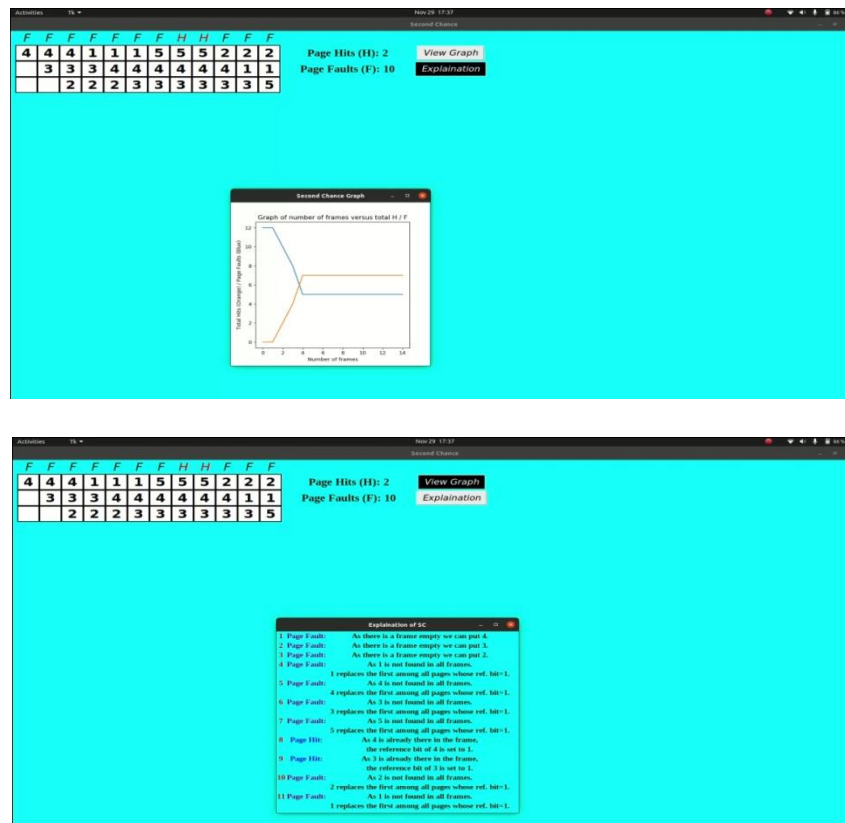 Activities Tk Nov 29 17:37 86 %
Second Chance
F F F F F F F H H F F F
4 4 4 1 1 1 5 5 5 2 2 2 Page Hits (H): 2 View Graph
3 3 3 4 4 4 4 4 4 1 1 Page Faults (F): 10 Explaination
2 2 2 3 3 3 3 3 3 5
Second Chance Graph
Graph of number of frames versus total H / F
Total Hits (Orange) / Page Faults (Blue)
12
10
8
6
4
2
0
0 2 4 6 8 10 12 14
Number of frames
Activities Tk Nov 29 17:37
Second Chance
F F F F F F F H H F F F
4 4 4 1 1 1 5 5 5 2 2 2 Page Hits (H): 2 View Graph
3 3 3 4 4 4 4 4 4 1 1 Page Faults (F): 10 Explaination
2 2 2 3 3 3 3 3 3 5
Explaination of SC
1 Page Fault: As there is a frame empty we can put 4.
2 Page Fault: As there is a frame empty we can put 3.
3 Page Fault: As there is a frame empty we can put 2.
4 Page Fault: As 1 is not found in all frames.
1 replaces the first among all pages whose ref. bit=1.
5 Page Fault: As 4 is not found in all frames.
4 replaces the first among all pages whose ref. bit=1.
6 Page Fault: As 3 is not found in all frames.
3 replaces the first among all pages whose ref. bit=1.
7 Page Fault: As 5 is not found in all frames.
5 replaces the first among all pages whose ref. bit=1.
8 Page Hit: As 4 is already there in the frame,
the reference bit of 4 is set to 1.
9 Page Hit: As 3 is already there in the frame,
the reference bit of 3 is set to 1.
10 Page Fault: As 2 is not found in all frames.
2 replaces the first among all pages whose ref. bit=1.
11 Page Fault: As 1 is not found in all frames.
1 replaces the first among all pages whose ref. bit=1.